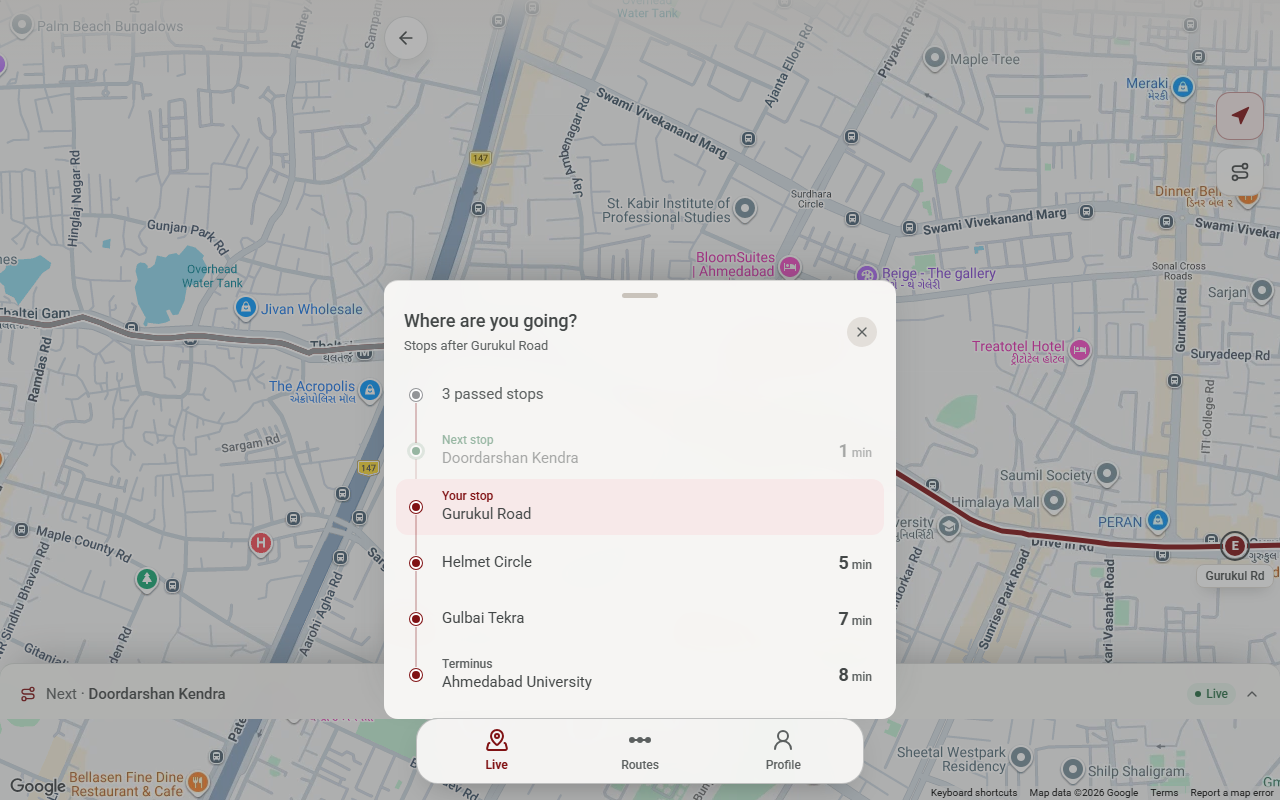 Palm Beach Bungalows
Water Tank
Maple Tree
Radhey
Sampan
Ajanta Ellora Rd
Priyakant
Meraki
મેરકી
Swami Vivekanand Marg
147
Jay Ambenagar Rd
Hinglaj Nagar Rd
Surdhara
Circle
St. Kabir Institute of
Professional Studies
Dinner Bell
Gunjan Park Rd
Swami Vivekanand Marg
BloomSuites
| Ahmedabad
Beige - The gallery
Overhead
Water Tank
Sonal Cross
Roads
Sarjan
Jivan Wholesale
Thaltej Gam
Gurukul Rd
Treatotel Hotel
ટ્રીટોટેલ હોટલ
Suryadeep Rd
Ramdas Rd
The Acropolis
એક્રોપોલિસ મોલ
ITI College Rd
Sargam Rd
147
Saumil Society
Himalaya Mall
PERAN
Maple County Rd
H
Drive In Rd
E
Gurukul Rd
Aarohi Agha Rd
Sunrise Park Road
Where are you going?
Stops after Gurukul Road
3 passed stops
Next stop
Doordarshan Kendra
1 min
Your stop
Gurukul Road
Helmet Circle
5 min
Gulbai Tekra
7 min
Terminus
Ahmedabad University
8 min
Next · Doordarshan Kendra
Live
Live
Routes
Profile
Google
Bellasen Fine Dine
Restaurant & Cafe
Sheetal Westpark
Residency
Shilp Shaligram
Keyboard shortcuts
Map data ©2026 Google
Terms
Report a map error